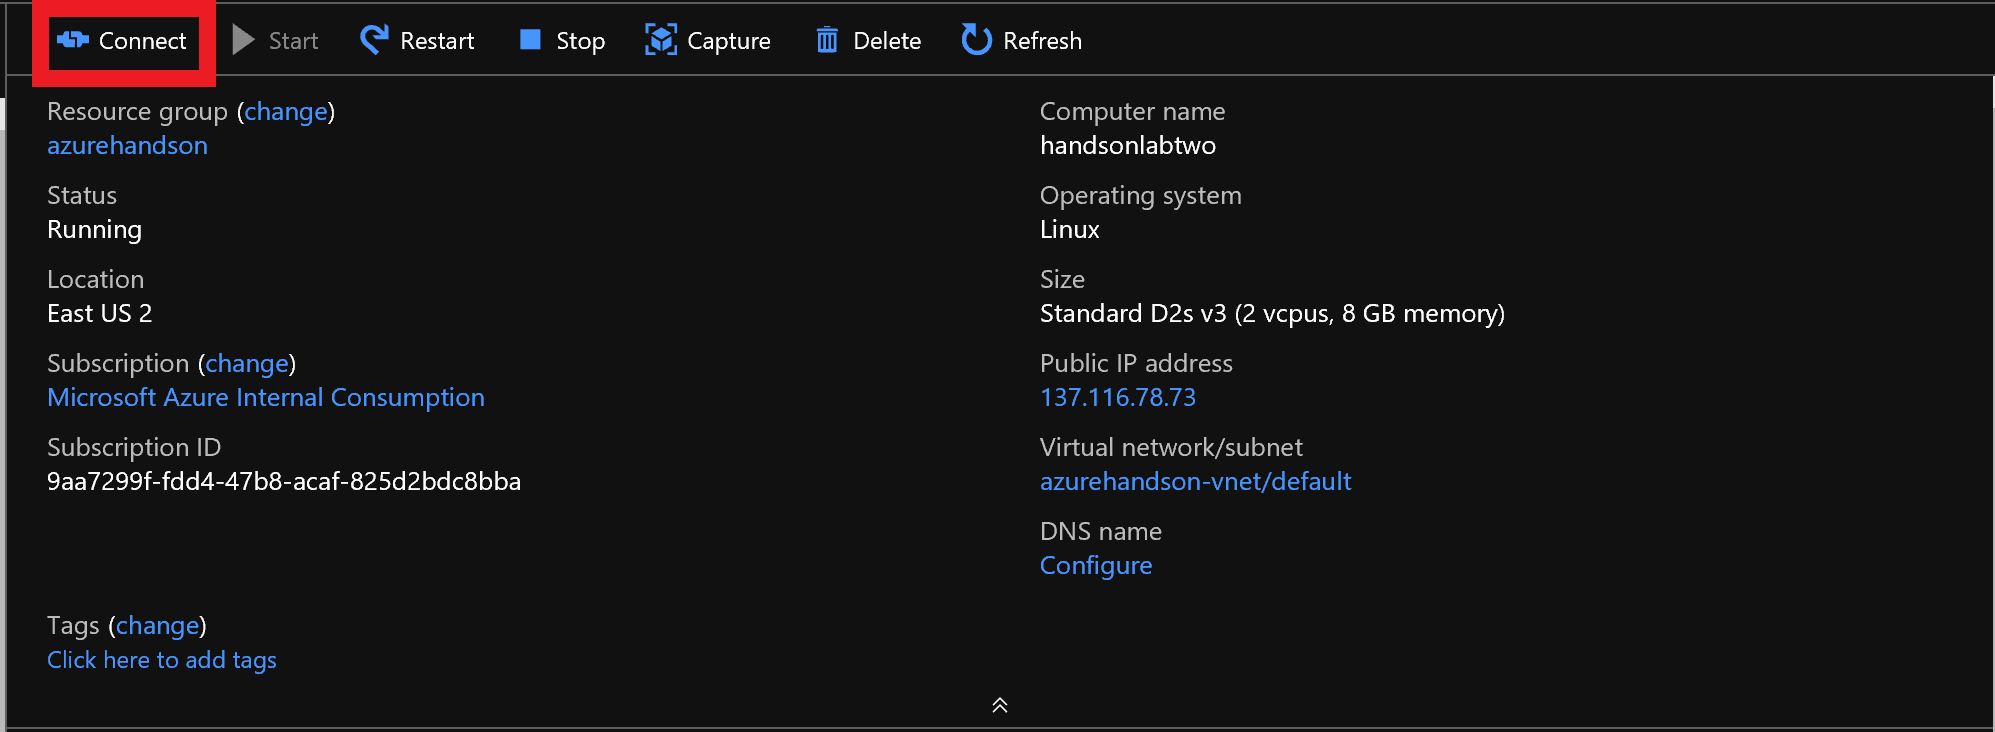 Connect Start Restart Stop Capture Delete Refresh
Resource group (change)
azurehandson
Status
Running
Location
East US 2
Subscription (change)
Microsoft Azure Internal Consumption
Subscription ID
9aa7299f-fdd4-47b8-acaf-825d2bdc8bba
Computer name
handsonlabtwo
Operating system
Linux
Size
Standard D2s v3 (2 vcpus, 8 GB memory)
Public IP address
137.116.78.73
Virtual network/subnet
azurehandson-vnet/default
DNS name
Configure
Tags (change)
Click here to add tags